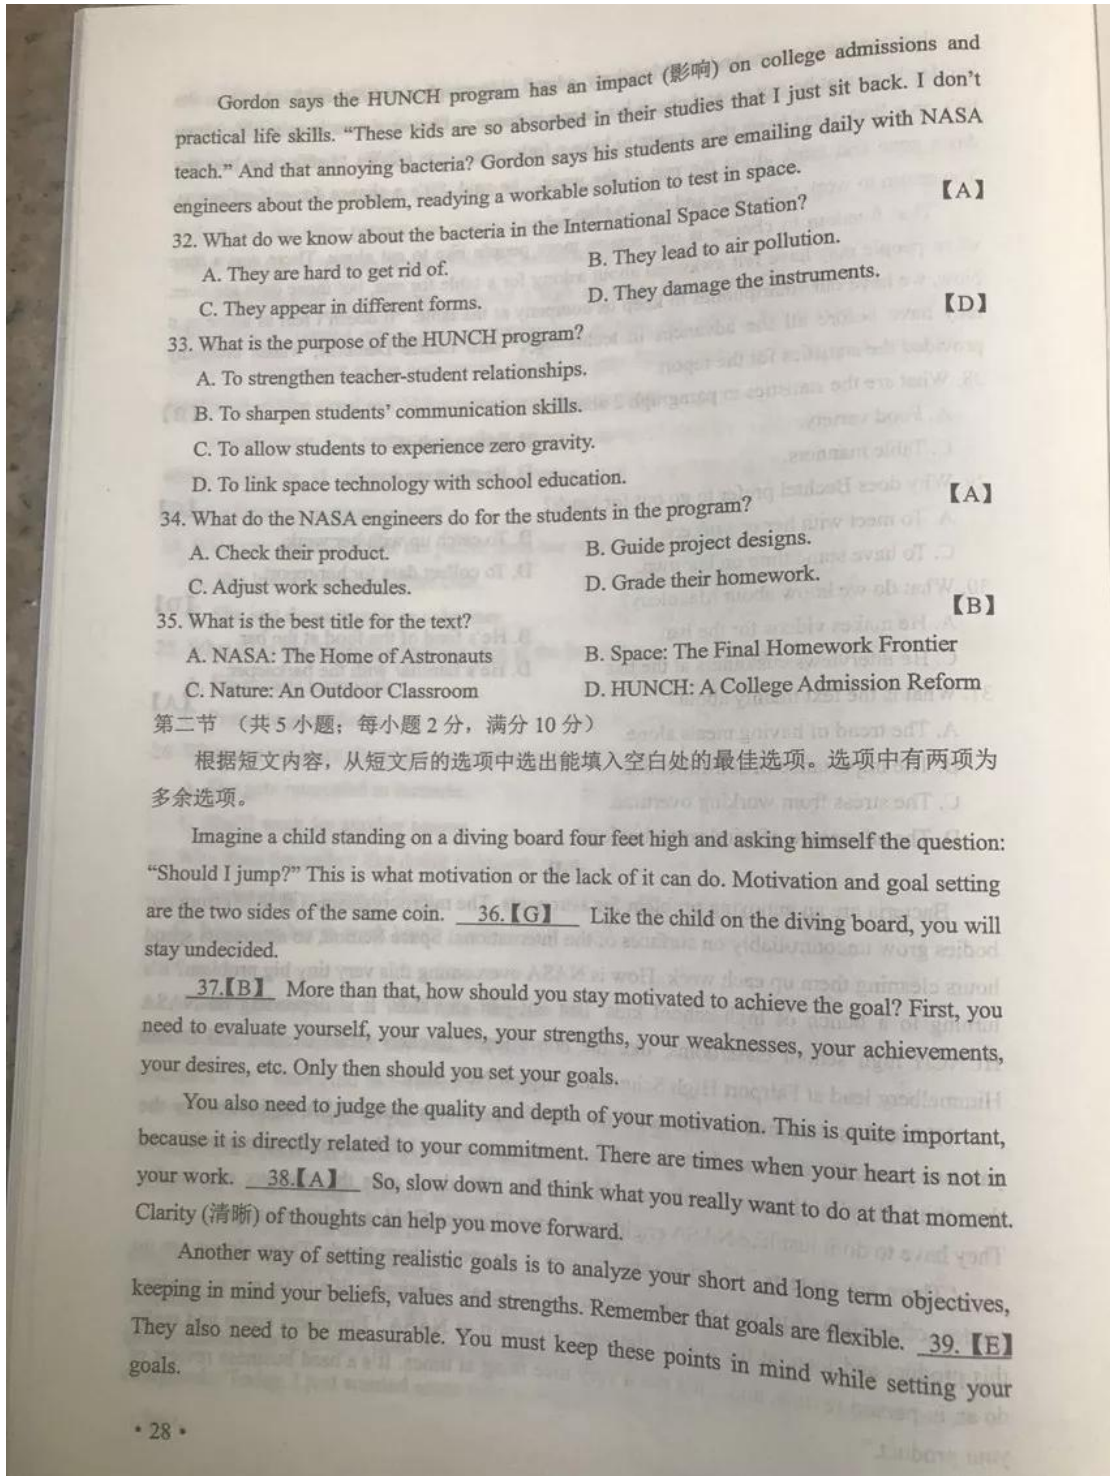 Gordon says the HUNCH program has an impact (影响) on college admissions and
practical life skills. “These kids are so absorbed in their studies that I just sit back. I don’t
teach.” And that annoying bacteria? Gordon says his students are emailing daily with NASA
engineers about the problem, readying a workable solution to test in space.
32. What do we know about the bacteria in the International Space Station? 【A】
A. They are hard to get rid of. B. They lead to air pollution.
C. They appear in different forms. D. They damage the instruments.
33. What is the purpose of the HUNCH program? 【D】
A. To strengthen teacher-student relationships.
B. To sharpen students’ communication skills.
C. To allow students to experience zero gravity.
D. To link space technology with school education.
34. What do the NASA engineers do for the students in the program? 【A】
A. Check their product. B. Guide project designs.
C. Adjust work schedules. D. Grade their homework.
35. What is the best title for the text? 【B】
A. NASA: The Home of Astronauts B. Space: The Final Homework Frontier
C. Nature: An Outdoor Classroom D. HUNCH: A College Admission Reform
第二节 （共 5 小题；每小题 2 分，满分 10 分）
根据短文内容，从短文后的选项中选出能填入空白处的最佳选项。选项中有两项为
多余选项。
Imagine a child standing on a diving board four feet high and asking himself the question:
“Should I jump?” This is what motivation or the lack of it can do. Motivation and goal setting
are the two sides of the same coin. 36.【G】 Like the child on the diving board, you will
stay undecided.
37.【B】 More than that, how should you stay motivated to achieve the goal? First, you
need to evaluate yourself, your values, your strengths, your weaknesses, your achievements,
your desires, etc. Only then should you set your goals.
You also need to judge the quality and depth of your motivation. This is quite important,
because it is directly related to your commitment. There are times when your heart is not in
your work. 38.【A】 So, slow down and think what you really want to do at that moment.
Clarity (清晰) of thoughts can help you move forward.
Another way of setting realistic goals is to analyze your short and long term objectives,
keeping in mind your beliefs, values and strengths. Remember that goals are flexible. 39.【E】
They also need to be measurable. You must keep these points in mind while setting your
goals.
· 28 ·